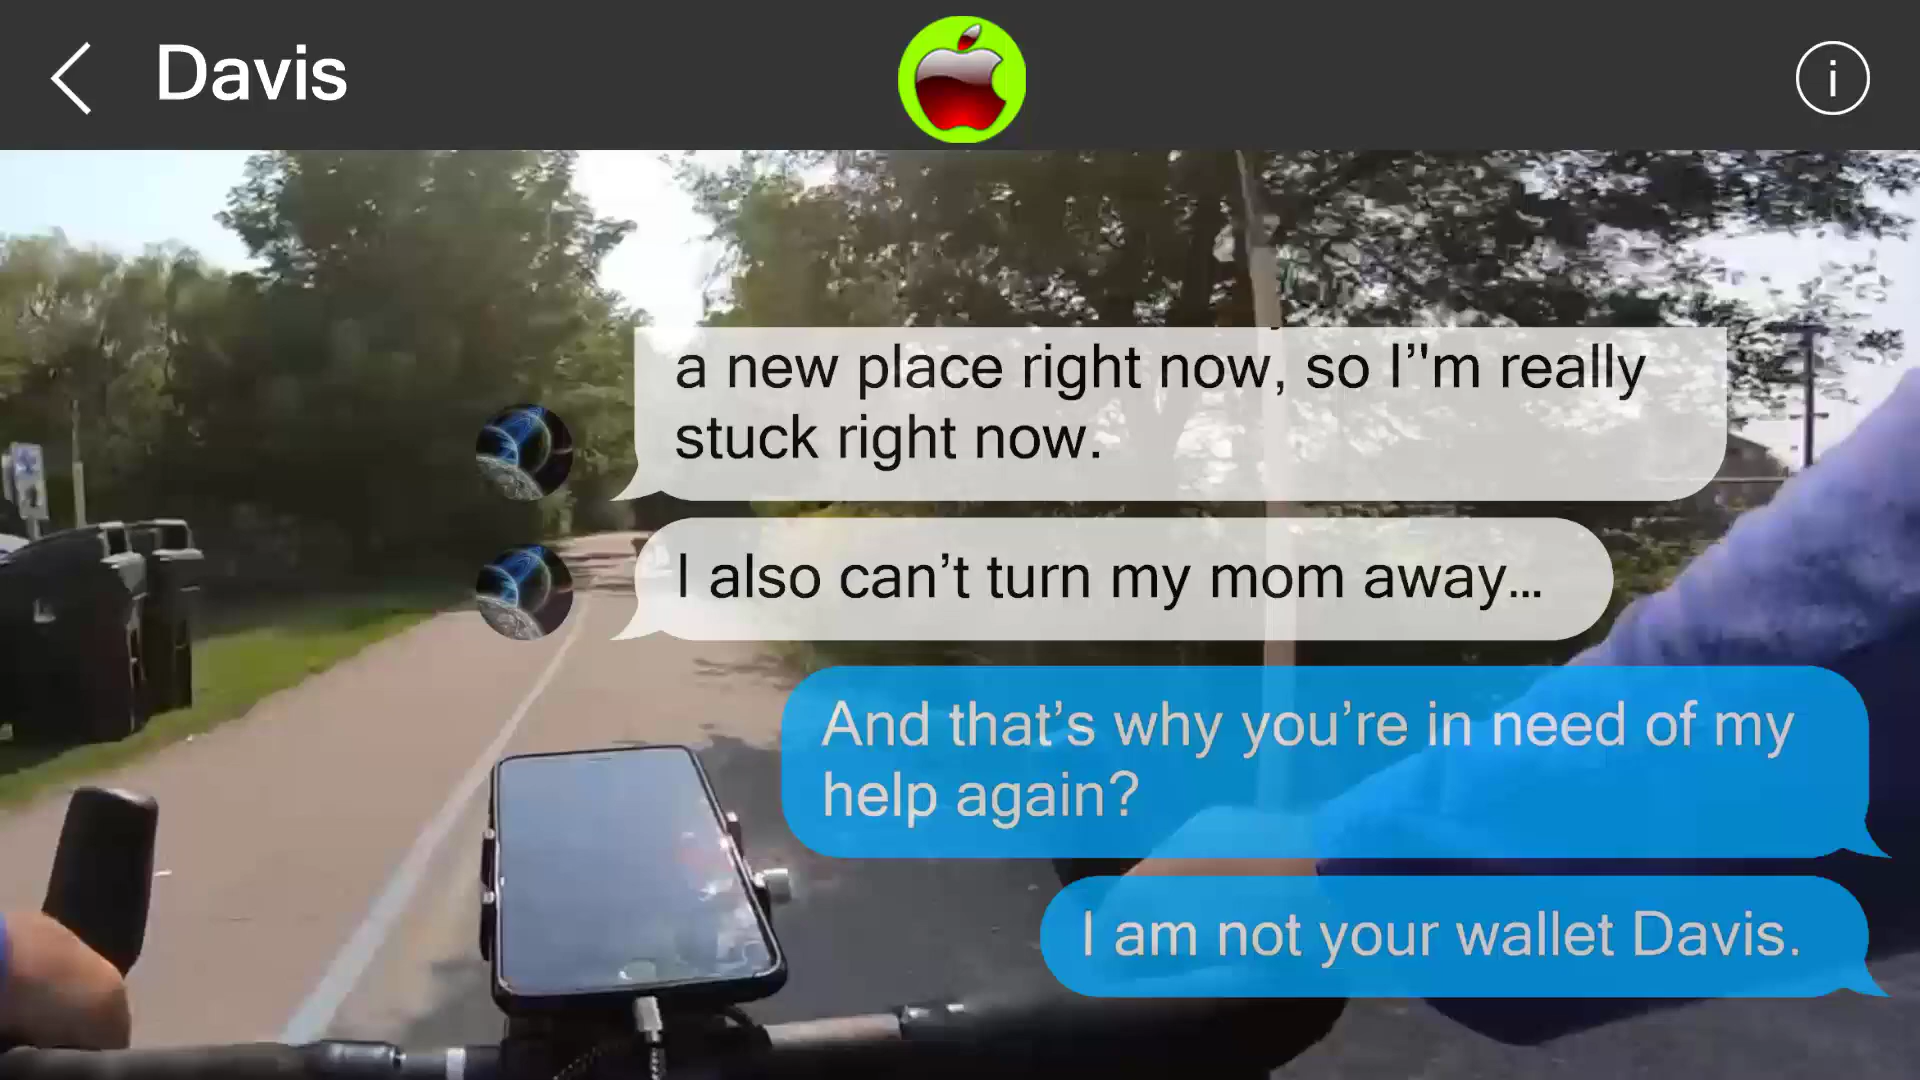 Davis
a new place right now, so I’'m really
stuck right now.
I also can’t turn my mom away...
And that’s why you’re in need of my
help again?
I am not your wallet Davis.